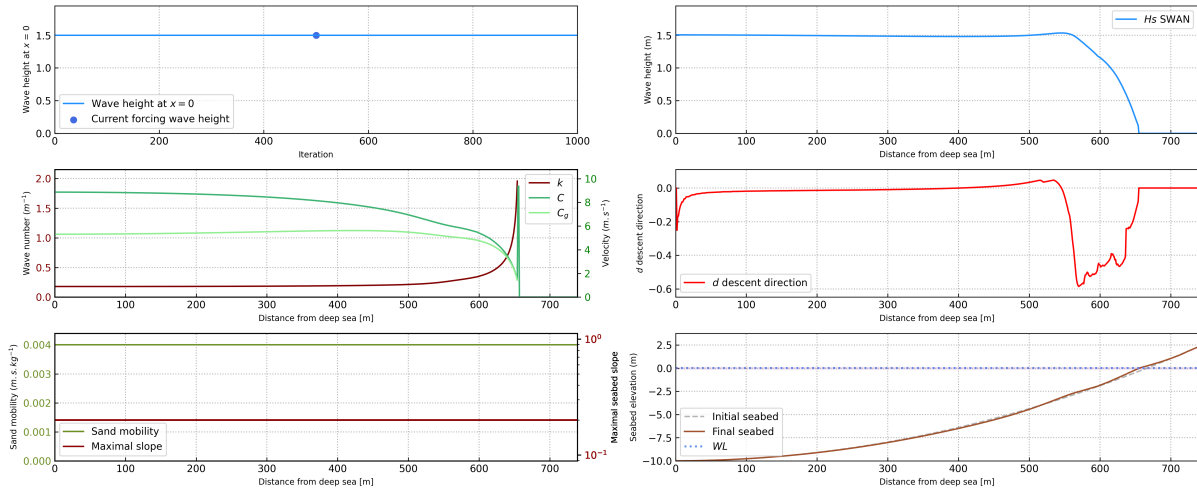 Wave height at x = 0
1.5
1.0
0.5
0.0
Wave height at x = 0
Current forcing wave height
0 200 400 600 800 1000
Iteration
Wave height (m)
1.5
1.0
0.5
0.0
Hs SWAN
0 100 200 300 400 500 600 700
Distance from deep sea [m]
Wave number (m⁻¹)
2.0
1.5
1.0
0.5
0.0
k
C
C_g
10
8
6
4
2
0
Velocity (m.s⁻¹)
0 100 200 300 400 500 600 700
Distance from deep sea [m]
d descent direction
0.0
−0.2
−0.4
−0.6
d descent direction
0 100 200 300 400 500 600 700
Distance from deep sea [m]
Sand mobility (m.s.kg⁻¹)
0.004
0.003
0.002
0.001
0.000
Sand mobility
Maximal slope
10⁰
10⁻¹
Maximal seabed slope
0 100 200 300 400 500 600 700
Distance from deep sea [m]
Seabed elevation (m)
2.5
0.0
−2.5
−5.0
−7.5
−10.0
Initial seabed
Final seabed
WL
0 100 200 300 400 500 600 700
Distance from deep sea [m]